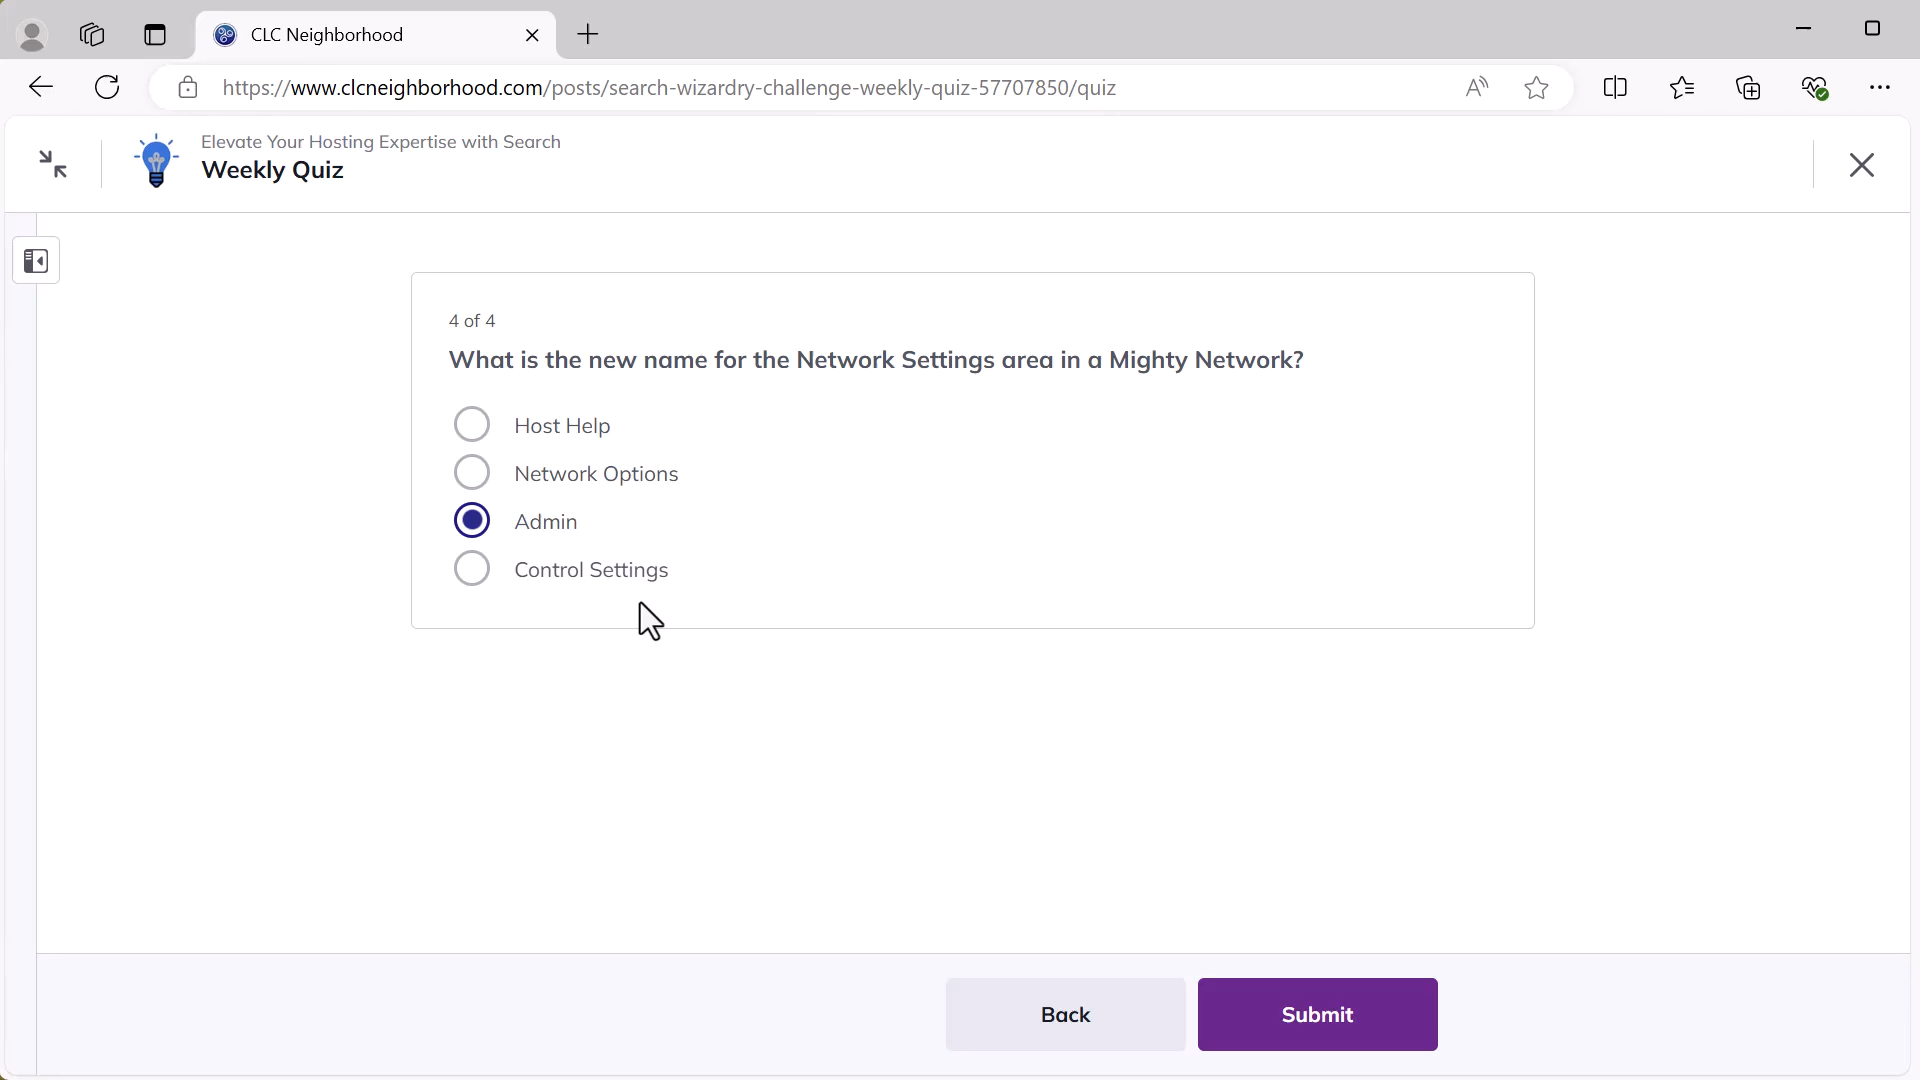 CLC Neighborhood
https://www.clcneighborhood.com/posts/search-wizardry-challenge-weekly-quiz-57707850/quiz
Elevate Your Hosting Expertise with Search
Weekly Quiz
4 of 4
What is the new name for the Network Settings area in a Mighty Network?
Host Help
Network Options
Admin
Control Settings
Back
Submit